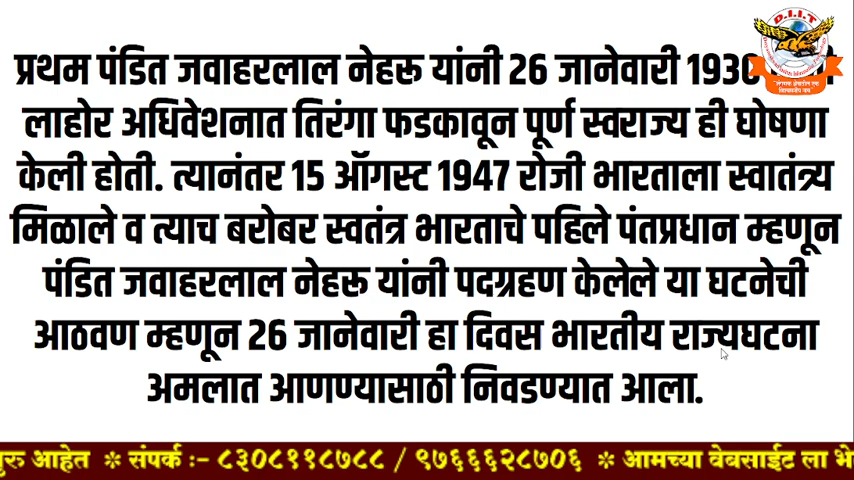 प्रथम पंडित जवाहरलाल नेहरू यांनी 26 जानेवारी 1930
लाहोर अधिवेशनात तिरंगा फडकावून पूर्ण स्वराज्य ही घोषणा
केली होती. त्यानंतर 15 ऑगस्ट 1947 रोजी भारताला स्वातंत्र्य
मिळाले व त्याच बरोबर स्वतंत्र भारताचे पहिले पंतप्रधान म्हणून
पंडित जवाहरलाल नेहरू यांनी पदग्रहण केलेले या घटनेची
आठवण म्हणून 26 जानेवारी हा दिवस भारतीय राज्यघटना
अमलात आणण्यासाठी निवडण्यात आला.
D.I.I.T
गुरु आहेत ❊ संपर्क :- ८३०८११८७८८ / ९७६६६२८७०६ ❊ आमच्या वेबसाईट ला भे